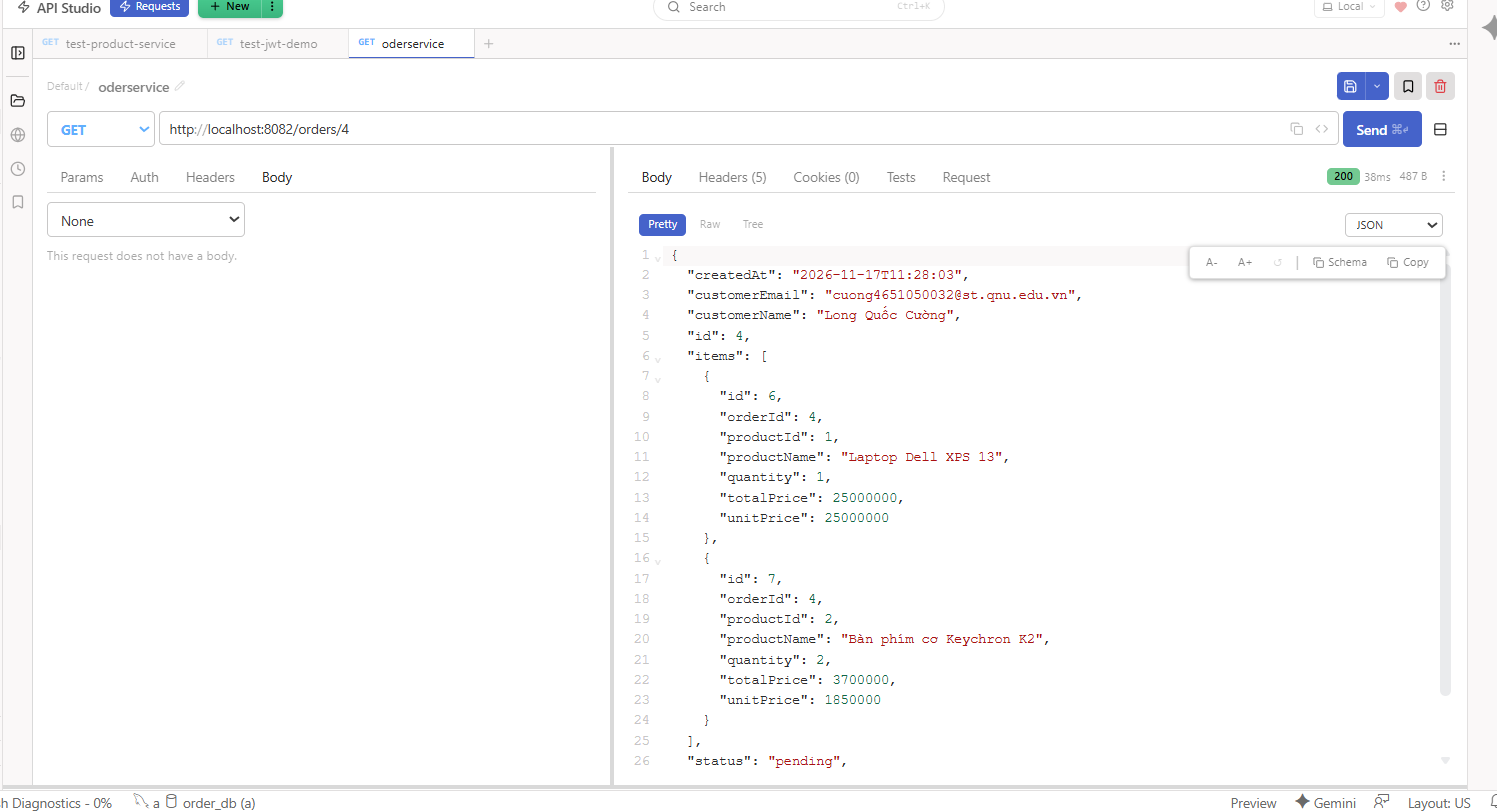 API Studio
Requests
New
Search
Ctrl+K
Local
GET test-product-service
GET test-jwt-demo
GET oderservice
Default/ oderservice
GET
http://localhost:8082/orders/4
Send
Params Auth Headers Body
None
This request does not have a body.
Body Headers (5) Cookies (0) Tests Request
200 38ms 487 B
Pretty Raw Tree
JSON
A- A+ Schema Copy
1 {
2 "createdAt": "2026-11-17T11:28:03",
3 "customerEmail": "cuong4651050032@st.qnu.edu.vn",
4 "customerName": "Long Quốc Cường",
5 "id": 4,
6 "items": [
7 {
8 "id": 6,
9 "orderId": 4,
10 "productId": 1,
11 "productName": "Laptop Dell XPS 13",
12 "quantity": 1,
13 "totalPrice": 25000000,
14 "unitPrice": 25000000
15 },
16 {
17 "id": 7,
18 "orderId": 4,
19 "productId": 2,
20 "productName": "Bàn phím cơ Keychron K2",
21 "quantity": 2,
22 "totalPrice": 3700000,
23 "unitPrice": 1850000
24 }
25 ],
26 "status": "pending",
h Diagnostics - 0% a order_db (a) Preview Gemini Layout: US